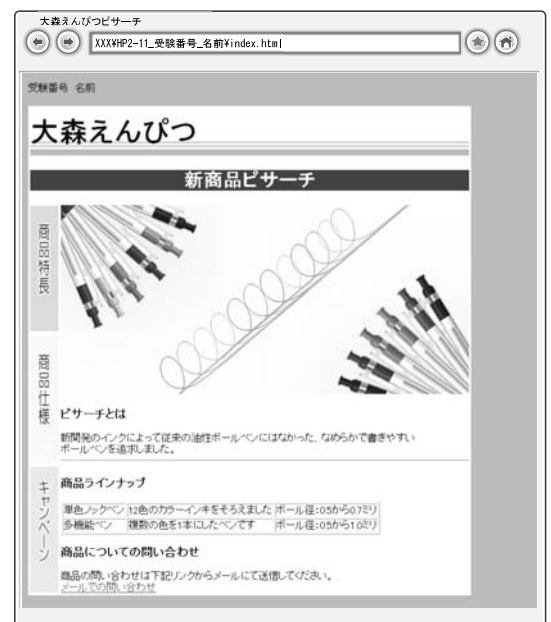 大森えんぴつピサーチ
XXX¥HP2-11_受験番号_名前¥index.html
受験番号 名前
大森えんぴつ
新商品ピサーチ
商品特長
商品仕様
キャンペーン
ピサーチとは
新開発のインクによって従来の油性ボールペンにはなかった、なめらかで書きやすい
ボールペンを追求しました。
商品ラインナップ
単色ノックペン 12色のカラーインキをそろえました ボール径:0.5から0.7ミリ
多機能ペン 複数の色を1本にしたペンです ボール径:0.5から1.0ミリ
商品についての問い合わせ
商品の問い合わせは下記リンクからメールにて送信してください。
メールでの問い合わせ